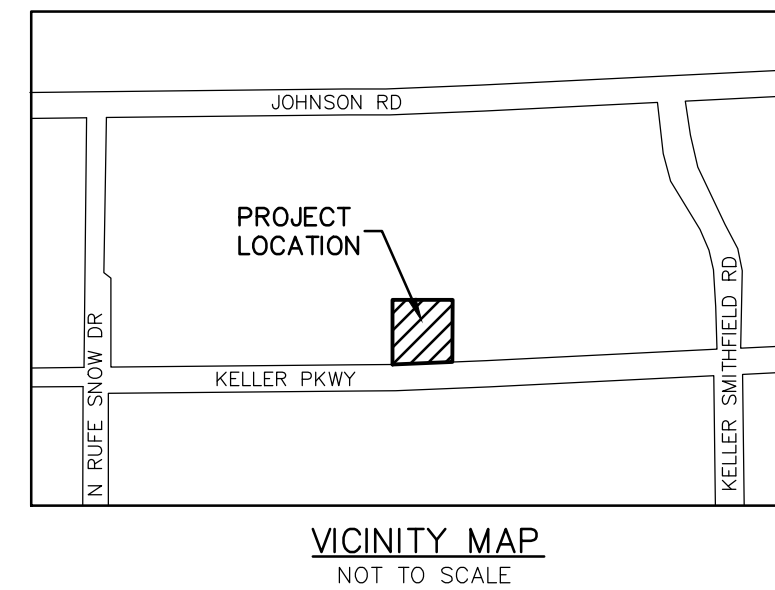 JOHNSON RD
PROJECT
LOCATION
KELLER PKWY
N RUFE SNOW DR
KELLER SMITHFIELD RD
VICINITY MAP
NOT TO SCALE